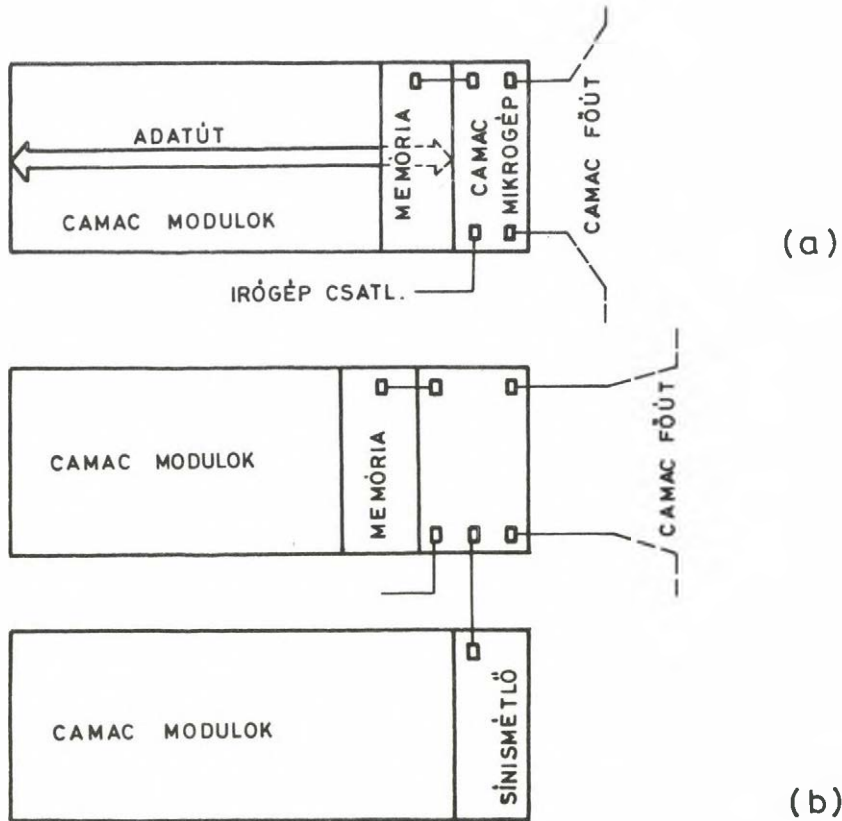 ADATÚT
CAMAC MODULOK
MEMÓRIA
CAMAC
MIKROGÉP
CAMAC FŐÚT
IRÓGÉP CSATL.
(a)
CAMAC MODULOK
MEMÓRIA
CAMAC FŐÚT
CAMAC MODULOK
SÍNISMÉTLŐ
(b)